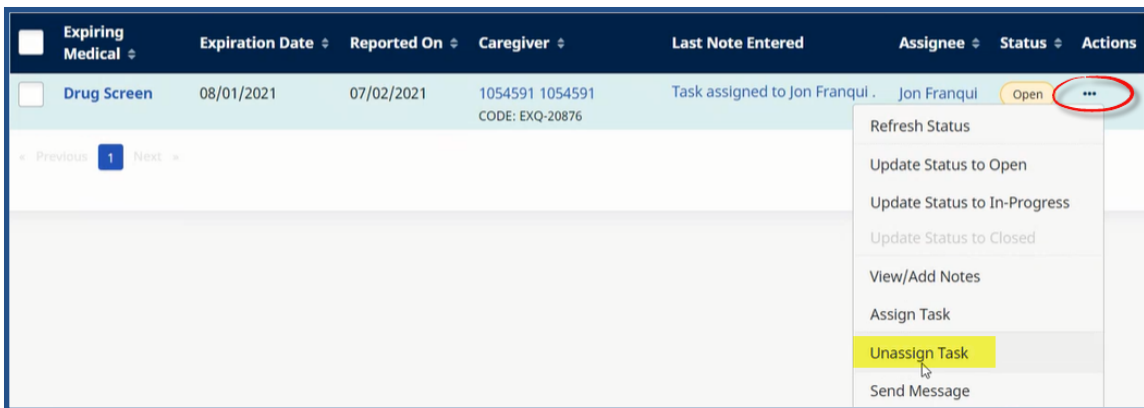 Expiring Medical
Expiration Date
Reported On
Caregiver
Last Note Entered
Assignee
Status
Actions
Drug Screen
08/01/2021
07/02/2021
1054591 1054591
CODE: EXQ-20876
Task assigned to Jon Franqui .
Jon Franqui
Open
•••
« Previous 1 Next »
Refresh Status
Update Status to Open
Update Status to In-Progress
Update Status to Closed
View/Add Notes
Assign Task
Unassign Task
Send Message